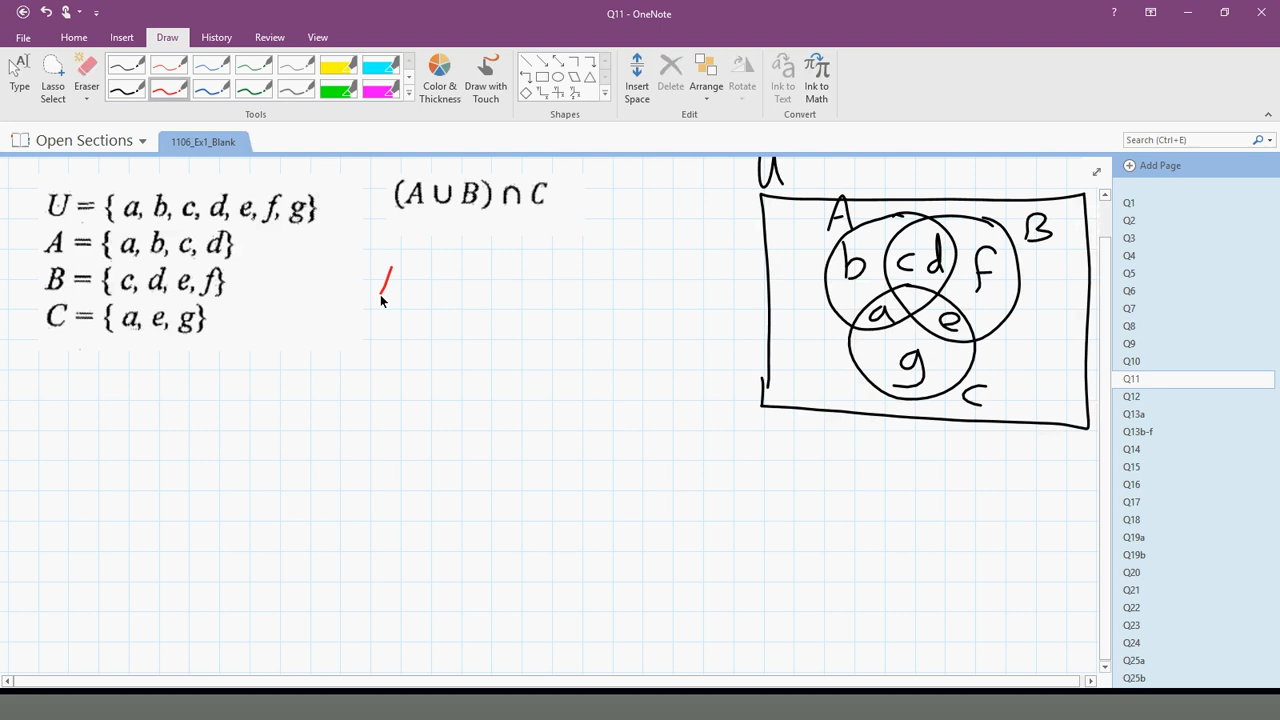 Q11 - OneNote
?
File
Home
Insert
Draw
History
Review
View
Type
Lasso Select
Eraser
Color & Thickness
Draw with Touch
Insert Space
Delete
Arrange
Rotate
Ink to Text
Ink to Math
Tools
Shapes
Edit
Convert
Open Sections
1106_Ex1_Blank
Search (Ctrl+E)
Add Page
U = { a, b, c, d, e, f, g}
A = { a, b, c, d}
B = { c, d, e, f}
C = { a, e, g}
(A ∪ B) ∩ C
U
A
B
b
c d
f
a
e
g
C
Q1
Q2
Q3
Q4
Q5
Q6
Q7
Q8
Q9
Q10
Q11
Q12
Q13a
Q13b-f
Q14
Q15
Q16
Q17
Q18
Q19a
Q19b
Q20
Q21
Q22
Q23
Q24
Q25a
Q25b